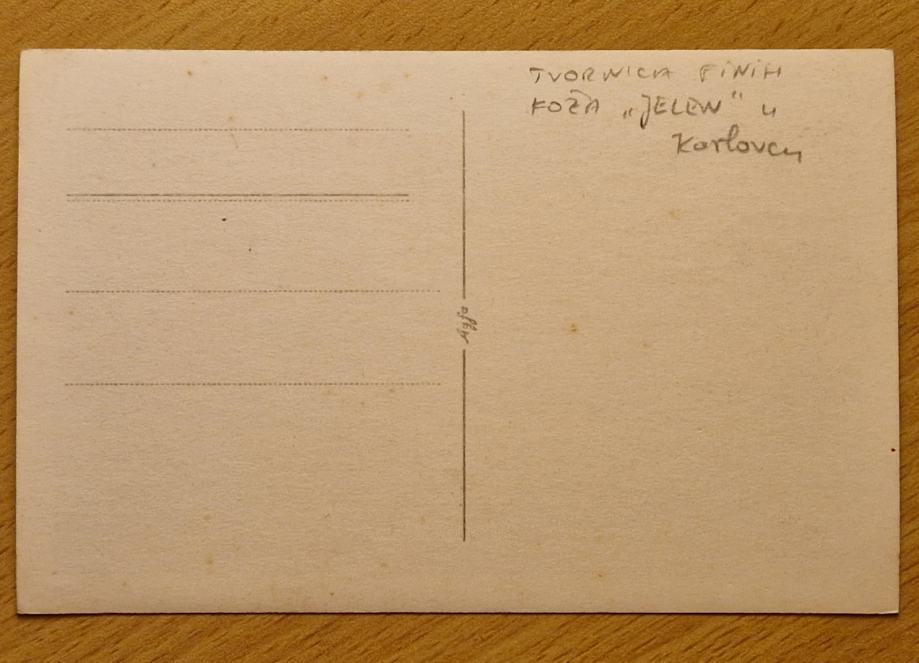 TVORNICA FINIH
KOŽA „JELEN" u
Karlovcu
Agfa